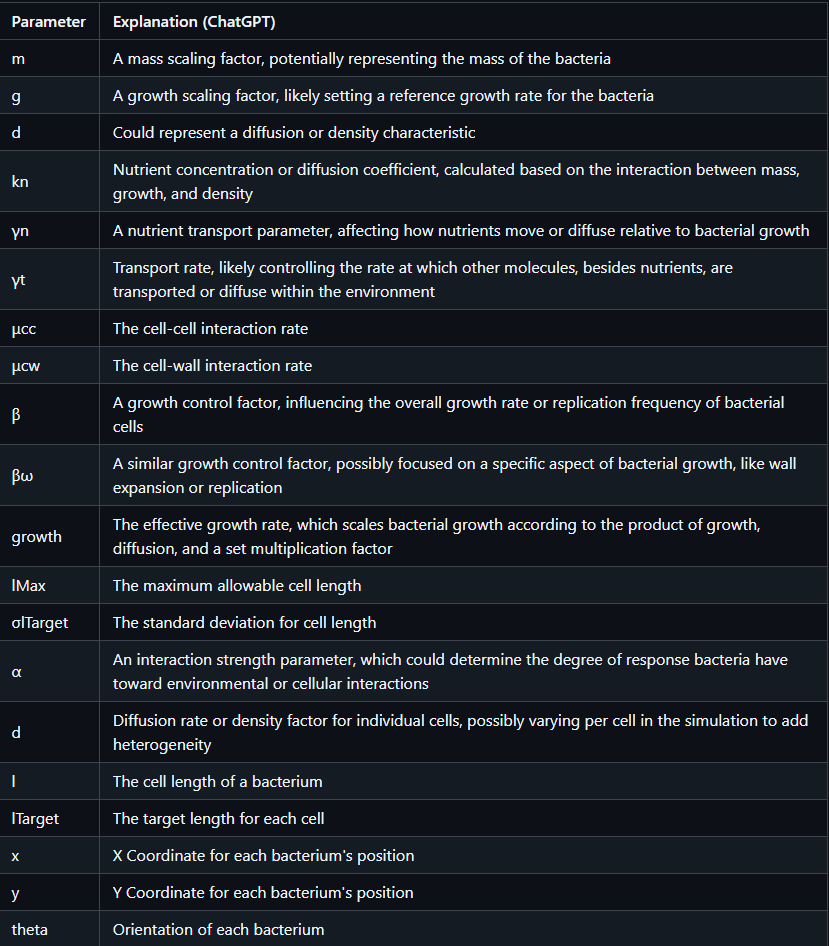 Parameter Explanation (ChatGPT)
m A mass scaling factor, potentially representing the mass of the bacteria
g A growth scaling factor, likely setting a reference growth rate for the bacteria
d Could represent a diffusion or density characteristic
kn Nutrient concentration or diffusion coefficient, calculated based on the interaction between mass,
growth, and density
γn A nutrient transport parameter, affecting how nutrients move or diffuse relative to bacterial growth
γt Transport rate, likely controlling the rate at which other molecules, besides nutrients, are
transported or diffuse within the environment
μcc The cell-cell interaction rate
μcw The cell-wall interaction rate
β A growth control factor, influencing the overall growth rate or replication frequency of bacterial
cells
βω A similar growth control factor, possibly focused on a specific aspect of bacterial growth, like wall
expansion or replication
growth The effective growth rate, which scales bacterial growth according to the product of growth,
diffusion, and a set multiplication factor
lMax The maximum allowable cell length
σlTarget The standard deviation for cell length
α An interaction strength parameter, which could determine the degree of response bacteria have
toward environmental or cellular interactions
d Diffusion rate or density factor for individual cells, possibly varying per cell in the simulation to add
heterogeneity
l The cell length of a bacterium
lTarget The target length for each cell
x X Coordinate for each bacterium's position
y Y Coordinate for each bacterium's position
theta Orientation of each bacterium